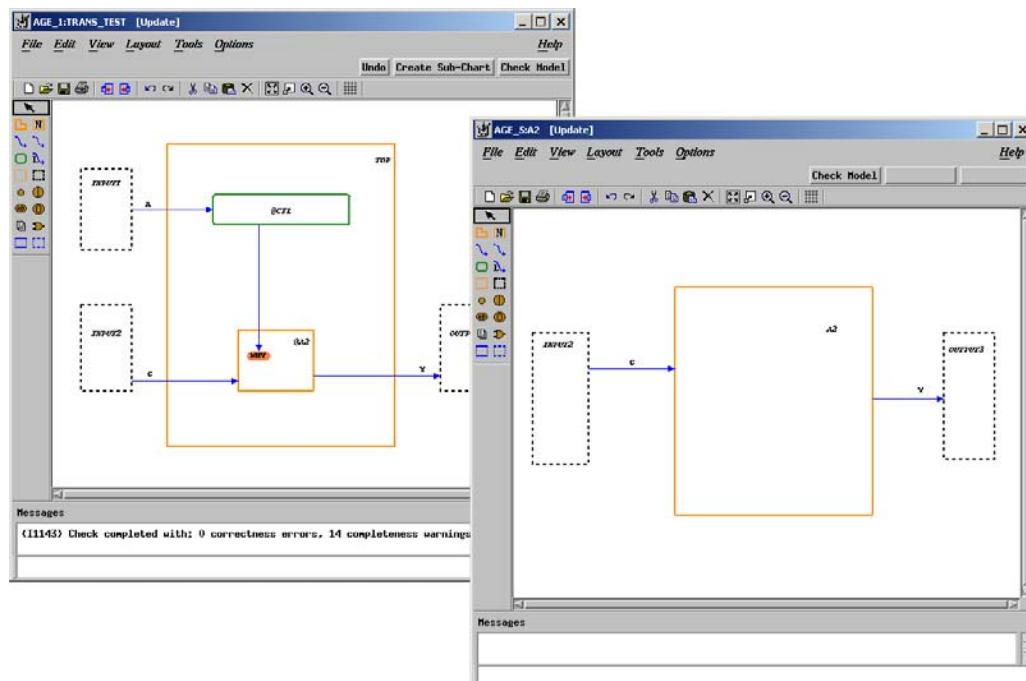 AGE_1:TRANS_TEST [Update]
File Edit View Layout Tools Options Help
Undo Create Sub-Chart Check Model
TOP
INPUT1
A
@CT1
INPUT2
@A2
C
Y
Messages
(I1143) Check completed with: 0 correctness errors, 14 completeness warnings
AGE_5:A2 [Update]
File Edit View Layout Tools Options Help
Check Model
A2
INPUT2
C
OUTPUT3
Y
Messages